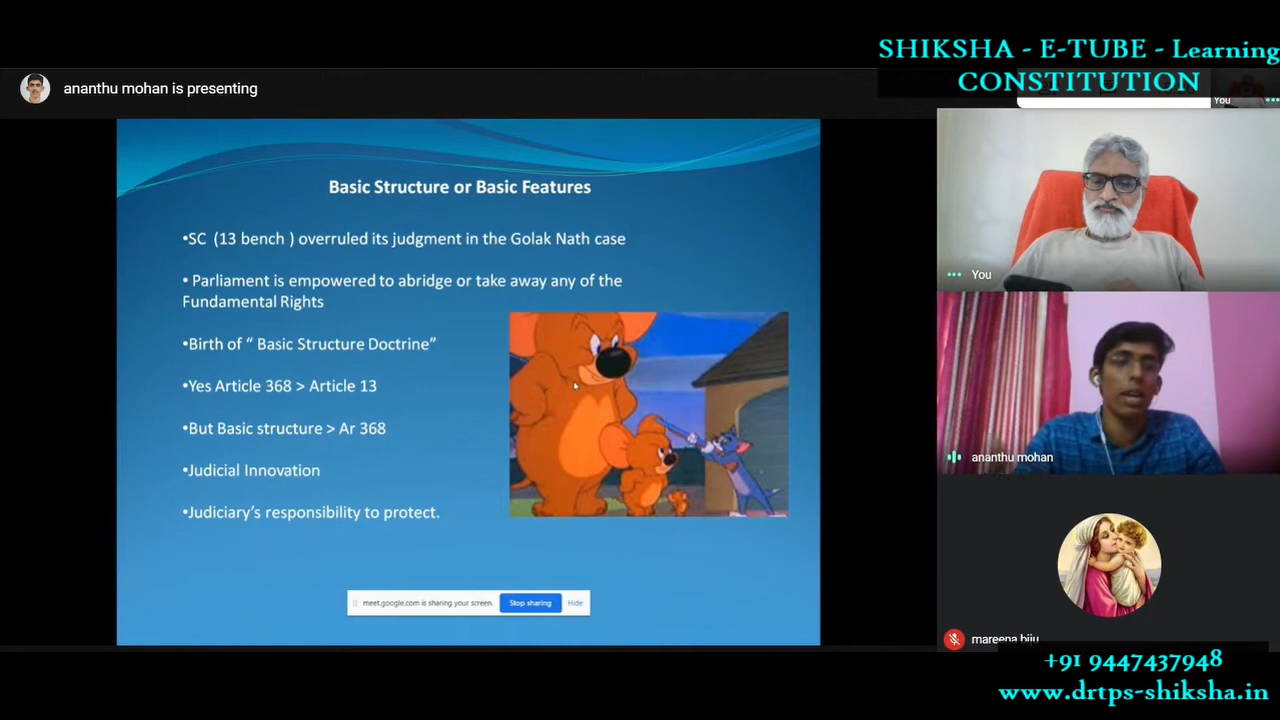 SHIKSHA - E-TUBE - Learning
CONSTITUTION
ananthu mohan is presenting
You
Basic Structure or Basic Features
•SC (13 bench ) overruled its judgment in the Golak Nath case
• Parliament is empowered to abridge or take away any of the
Fundamental Rights
•Birth of “ Basic Structure Doctrine”
•Yes Article 368 > Article 13
•But Basic structure > Ar 368
•Judicial Innovation
•Judiciary’s responsibility to protect.
meet.google.com is sharing your screen.
Stop sharing
Hide
You
ananthu mohan
mareena biju
+91 9447437948
www.drtps-shiksha.in